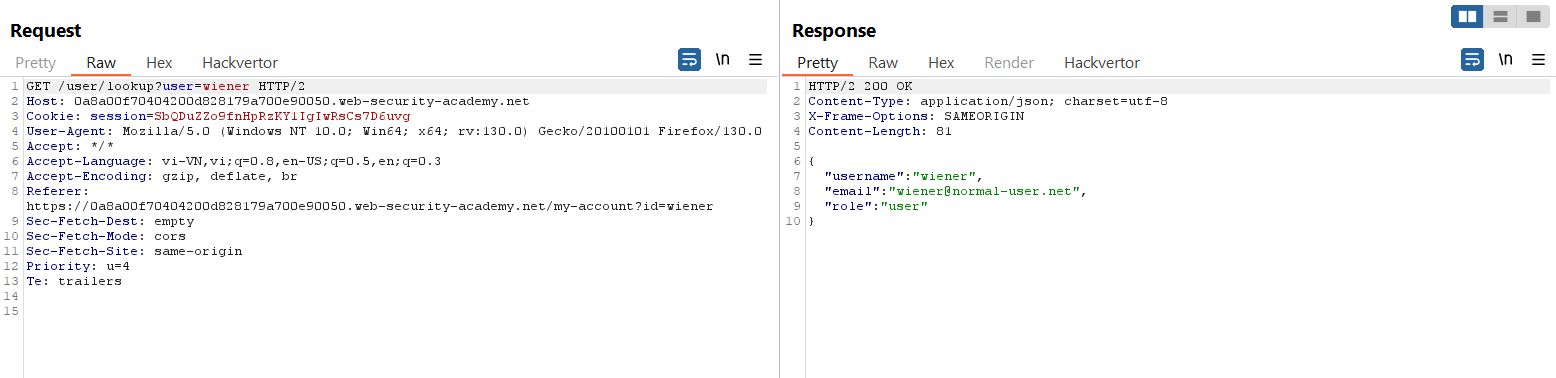 Request
Pretty Raw Hex Hackvertor
\n
1 GET /user/lookup?user=wiener HTTP/2
2 Host: 0a8a00f70404200d828179a700e90050.web-security-academy.net
3 Cookie: session=SbQDuZZo9fnHpRzKY1IgIwRsCs7D6uvg
4 User-Agent: Mozilla/5.0 (Windows NT 10.0; Win64; x64; rv:130.0) Gecko/20100101 Firefox/130.0
5 Accept: */*
6 Accept-Language: vi-VN,vi;q=0.8,en-US;q=0.5,en;q=0.3
7 Accept-Encoding: gzip, deflate, br
8 Referer:
https://0a8a00f70404200d828179a700e90050.web-security-academy.net/my-account?id=wiener
9 Sec-Fetch-Dest: empty
10 Sec-Fetch-Mode: cors
11 Sec-Fetch-Site: same-origin
12 Priority: u=4
13 Te: trailers
14
15
Response
Pretty Raw Hex Render Hackvertor
\n
1 HTTP/2 200 OK
2 Content-Type: application/json; charset=utf-8
3 X-Frame-Options: SAMEORIGIN
4 Content-Length: 81
5
6 {
7 "username":"wiener",
8 "email":"wiener@normal-user.net",
9 "role":"user"
10 }